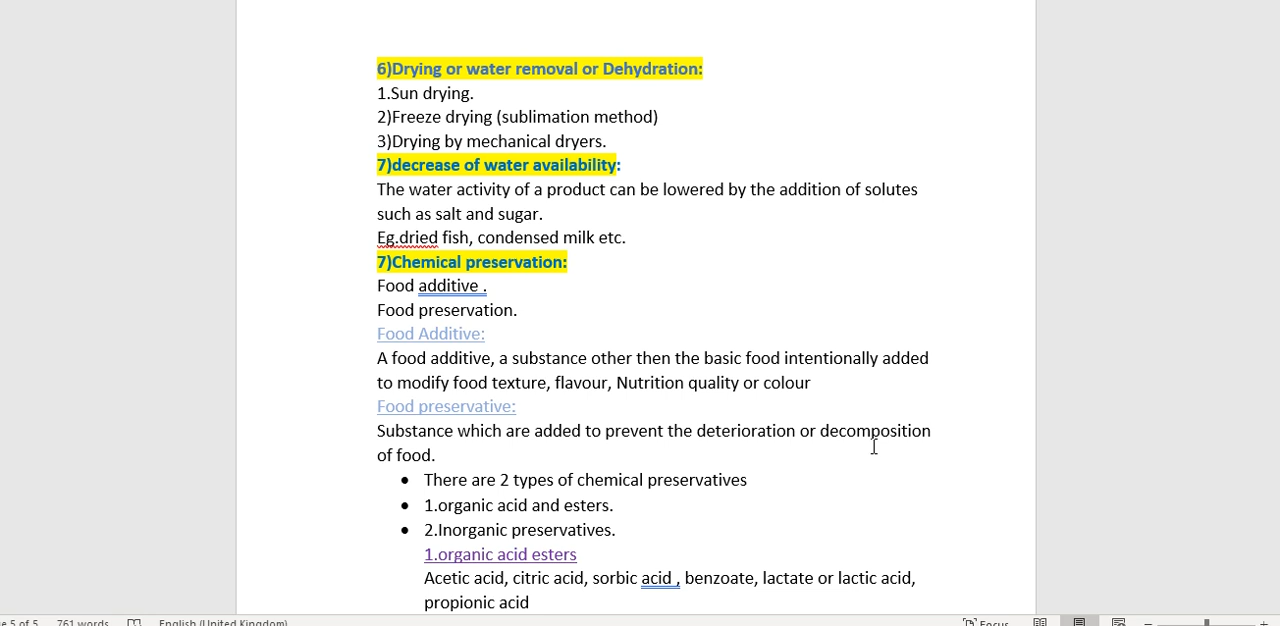 6)Drying or water removal or Dehydration:
1.Sun drying.
2)Freeze drying (sublimation method)
3)Drying by mechanical dryers.
7)decrease of water availability:
The water activity of a product can be lowered by the addition of solutes
such as salt and sugar.
Eg.dried fish, condensed milk etc.
7)Chemical preservation:
Food additive .
Food preservation.
Food Additive:
A food additive, a substance other then the basic food intentionally added
to modify food texture, flavour, Nutrition quality or colour
Food preservative:
Substance which are added to prevent the deterioration or decomposition
of food.
• There are 2 types of chemical preservatives
• 1.organic acid and esters.
• 2.Inorganic preservatives.
1.organic acid esters
Acetic acid, citric acid, sorbic acid , benzoate, lactate or lactic acid,
propionic acid
e 5 of 5 761 words English (United Kingdom) Focus